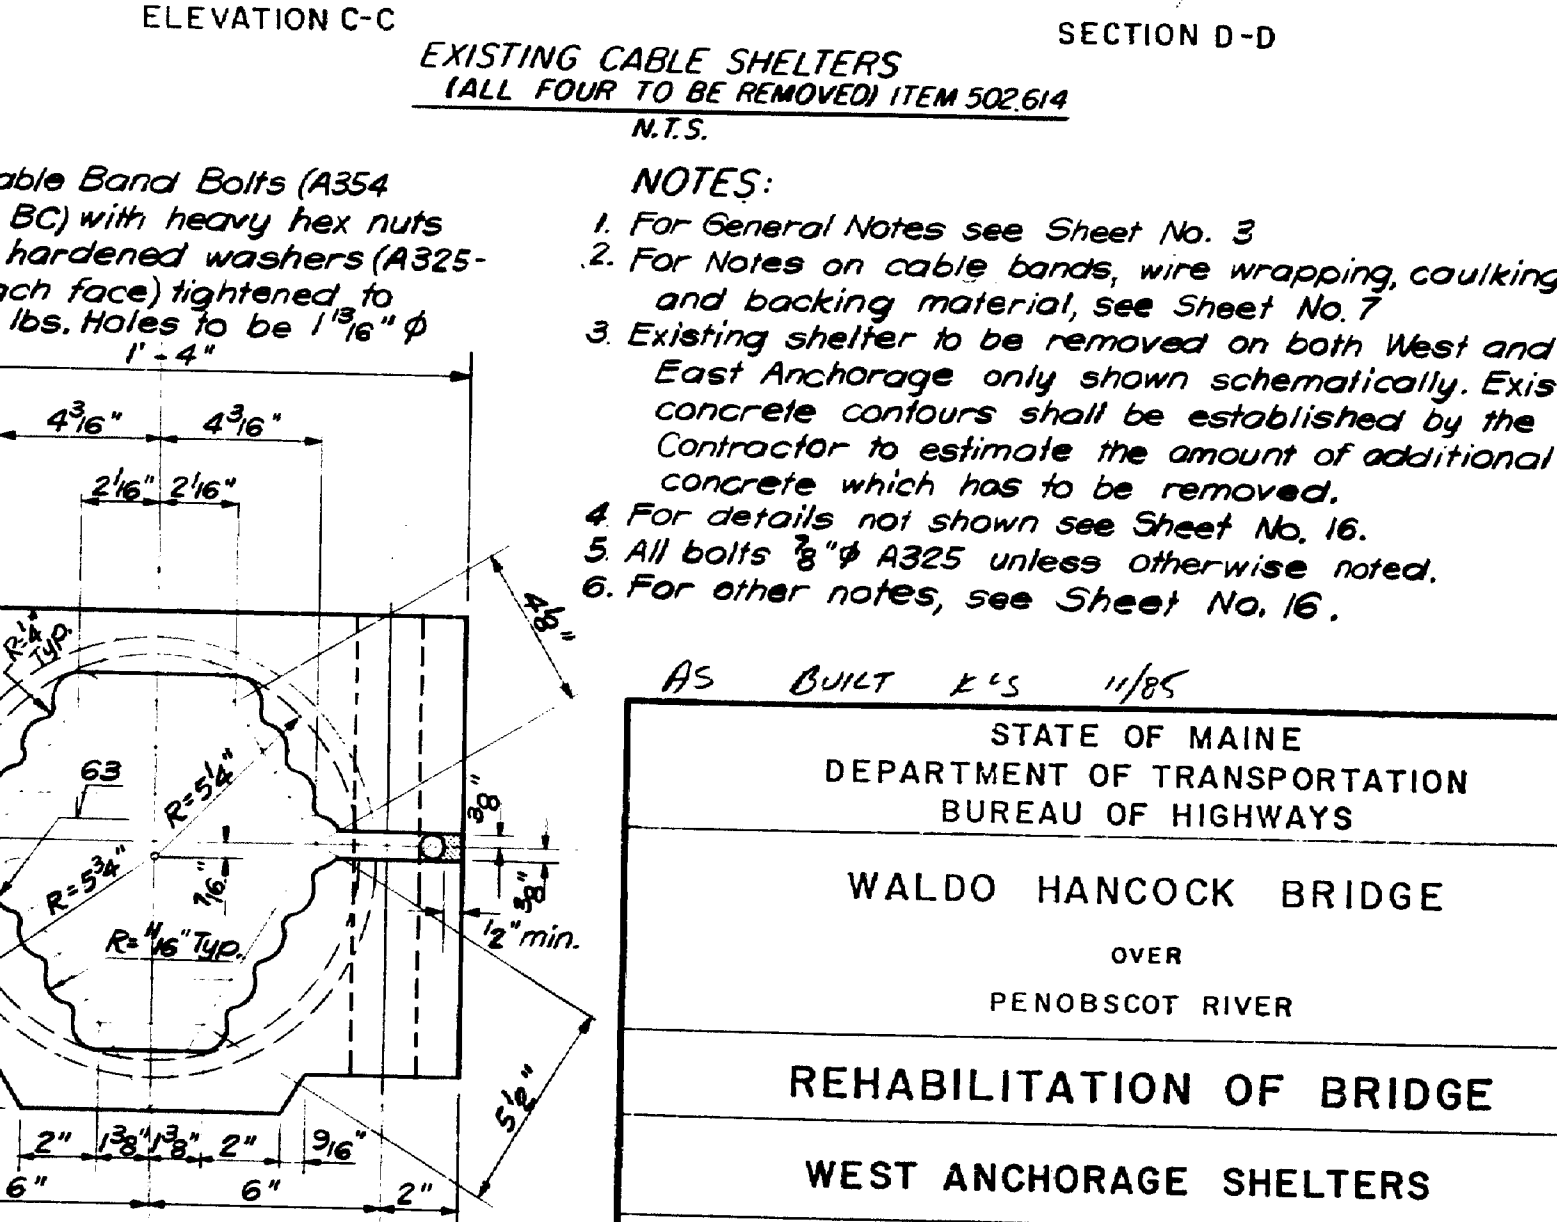 ELEVATION C-C
SECTION D-D
EXISTING CABLE SHELTERS
(ALL FOUR TO BE REMOVED) ITEM 502.614
N.T.S.
able Band Bolts (A354
BC) with heavy hex nuts
hardened washers (A325-
ach face) tightened to
lbs. Holes to be 1 13/16" φ
1'-4"
4 3/16" 4 3/16"
2 1/16" 2 1/16"
NOTES:
1. For General Notes see Sheet No. 3
2. For Notes on cable bands, wire wrapping, caulking
and backing material, see Sheet No. 7
3. Existing shelter to be removed on both West and
East Anchorage only shown schematically. Exis
concrete contours shall be established by the
Contractor to estimate the amount of additional
concrete which has to be removed.
4. For details not shown see Sheet No. 16.
5. All bolts 7/8"φ A325 unless otherwise noted.
6. For other notes, see Sheet No. 16.
R=1/4"
Typ.
4 1/8"
63
R=5 1/4"
R=5 3/4"
3/8"
3/8"
1/2" min.
R=11/16" Typ.
5 1/2"
2" 1 3/8" 1 3/8" 2" 9/16"
6" 6" 2"
AS BUILT 11/85
STATE OF MAINE
DEPARTMENT OF TRANSPORTATION
BUREAU OF HIGHWAYS
WALDO HANCOCK BRIDGE
OVER
PENOBSCOT RIVER
REHABILITATION OF BRIDGE
WEST ANCHORAGE SHELTERS